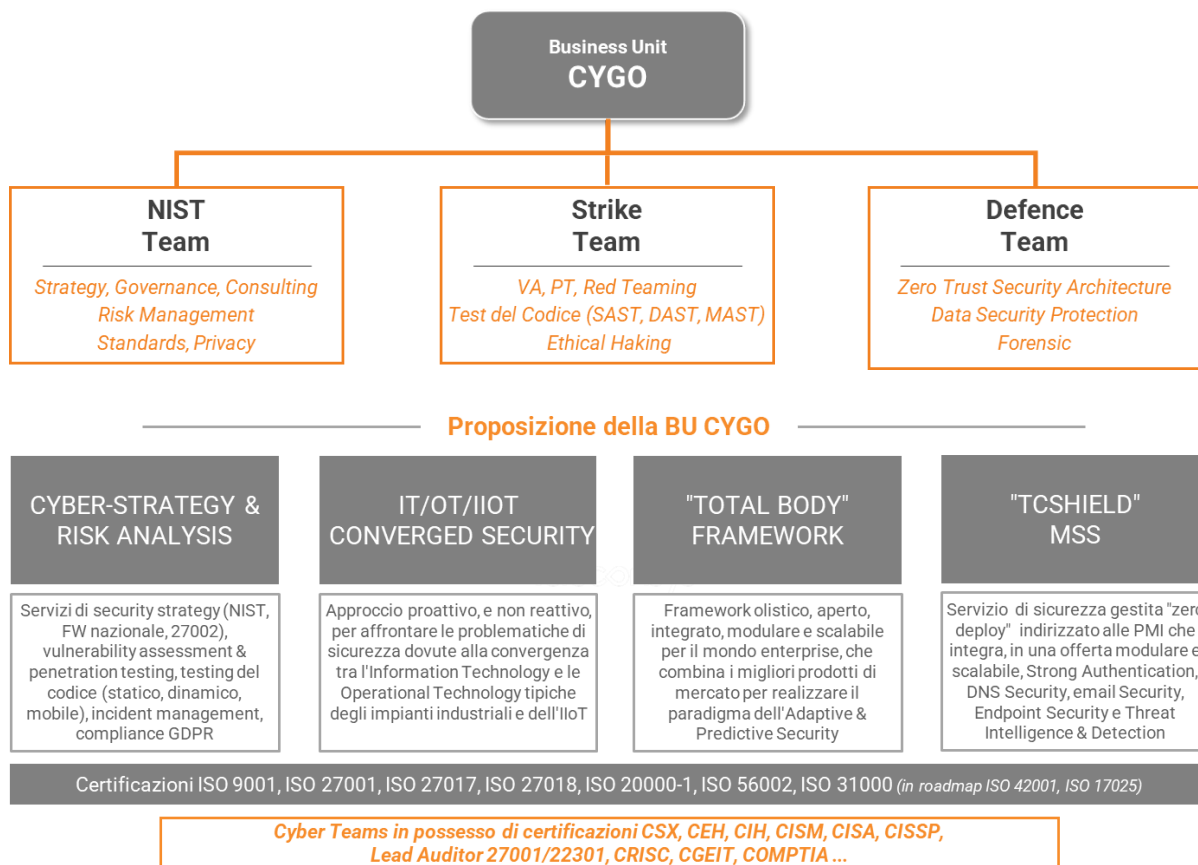 Business Unit
CYGO
NIST
Team
Strategy, Governance, Consulting
Risk Management
Standards, Privacy
Strike
Team
VA, PT, Red Teaming
Test del Codice (SAST, DAST, MAST)
Ethical Haking
Defence
Team
Zero Trust Security Architecture
Data Security Protection
Forensic
Proposizione della BU CYGO
CYBER-STRATEGY &
RISK ANALYSIS
Servizi di security strategy (NIST,
FW nazionale, 27002),
vulnerability assessment &
penetration testing, testing del
codice (statico, dinamico,
mobile), incident management,
compliance GDPR
IT/OT/IIOT
CONVERGED SECURITY
Approccio proattivo, e non reattivo,
per affrontare le problematiche di
sicurezza dovute alla convergenza
tra l'Information Technology e le
Operational Technology tipiche
degli impianti industriali e dell'IIoT
"TOTAL BODY"
FRAMEWORK
Framework olistico, aperto,
integrato, modulare e scalabile
per il mondo enterprise, che
combina i migliori prodotti di
mercato per realizzare il
paradigma dell'Adaptive &
Predictive Security
"TCSHIELD"
MSS
Servizio di sicurezza gestita "zero
deploy" indirizzato alle PMI che
integra, in una offerta modulare e
scalabile, Strong Authentication,
DNS Security, email Security,
Endpoint Security e Threat
Intelligence & Detection
Certificazioni ISO 9001, ISO 27001, ISO 27017, ISO 27018, ISO 20000-1, ISO 56002, ISO 31000 (in roadmap ISO 42001, ISO 17025)
Cyber Teams in possesso di certificazioni CSX, CEH, CIH, CISM, CISA, CISSP,
Lead Auditor 27001/22301, CRISC, CGEIT, COMPTIA ...